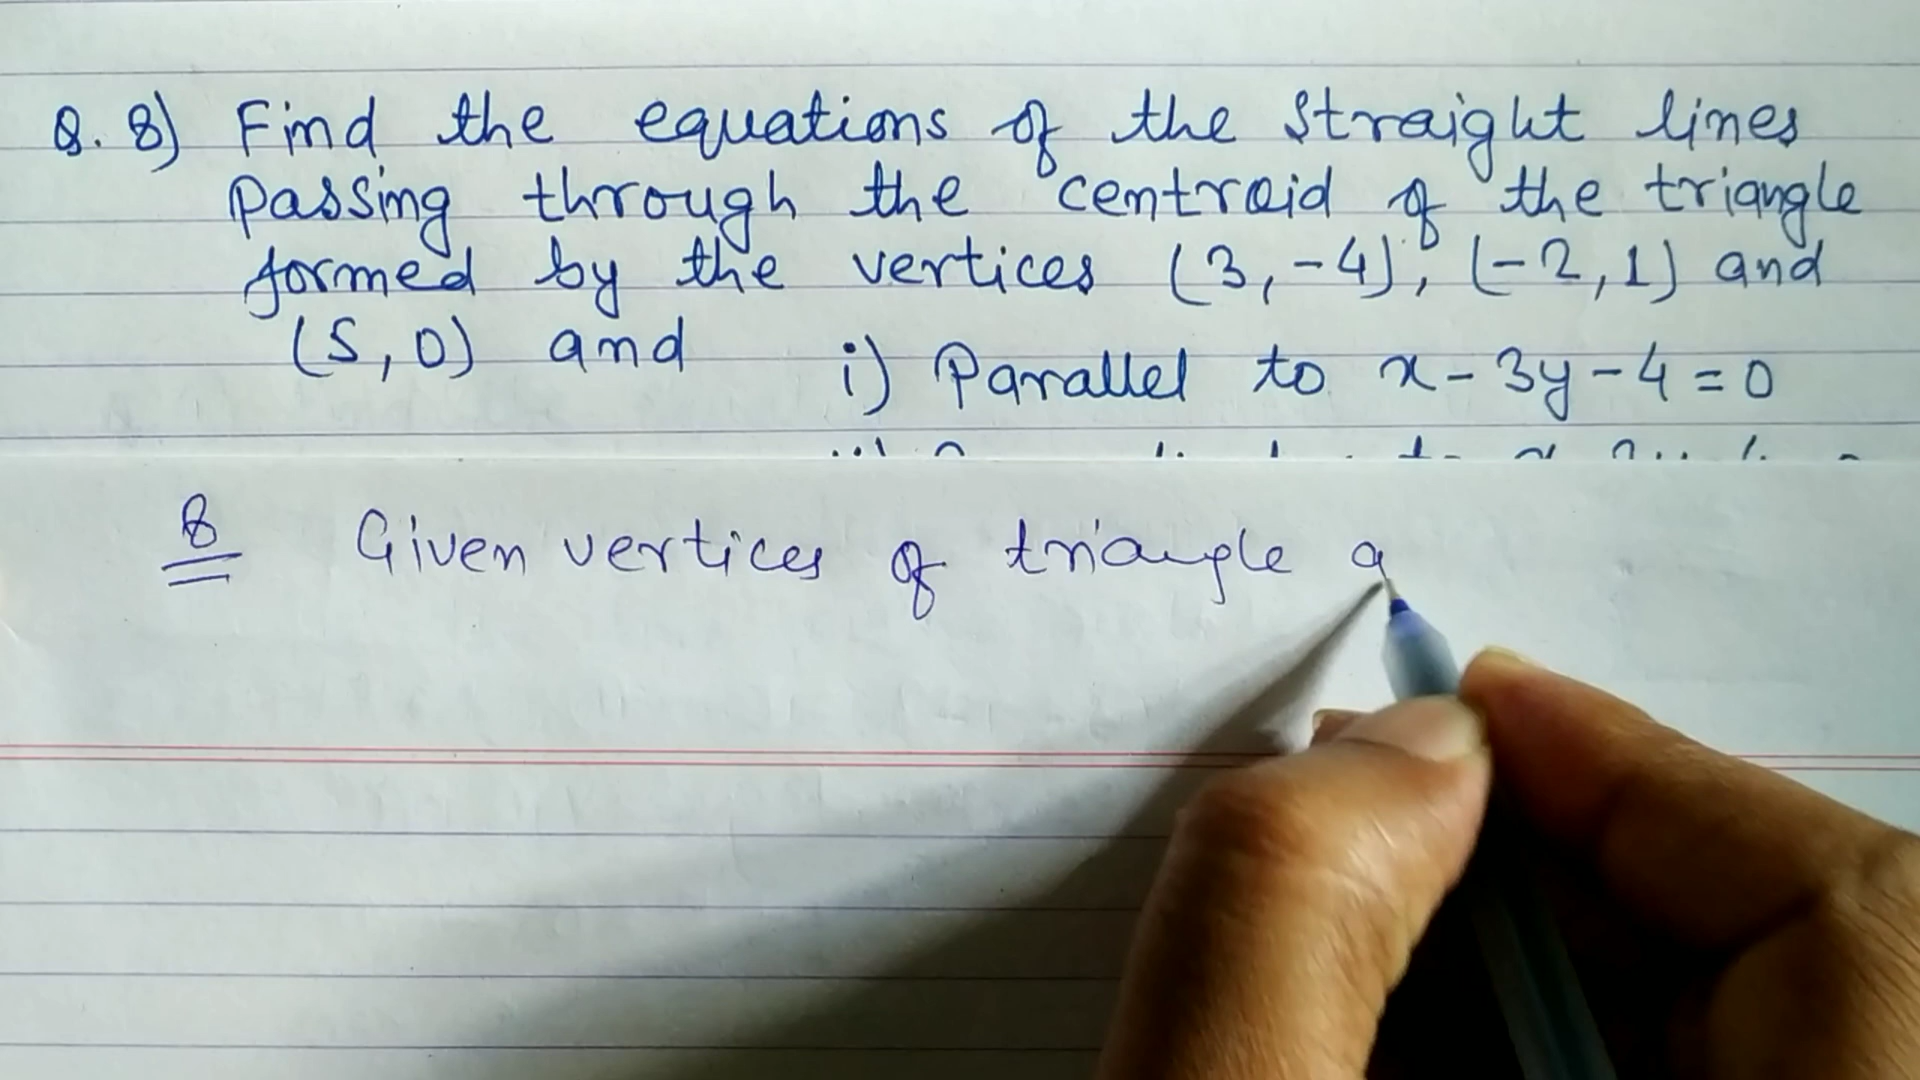 Q. 8) Find the equations of the straight lines
passing through the centroid of the triangle
formed by the vertices (3, -4), (-2, 1) and
(5, 0) and
i) Parallel to x - 3y - 4 = 0
8 Given vertices of triangle a